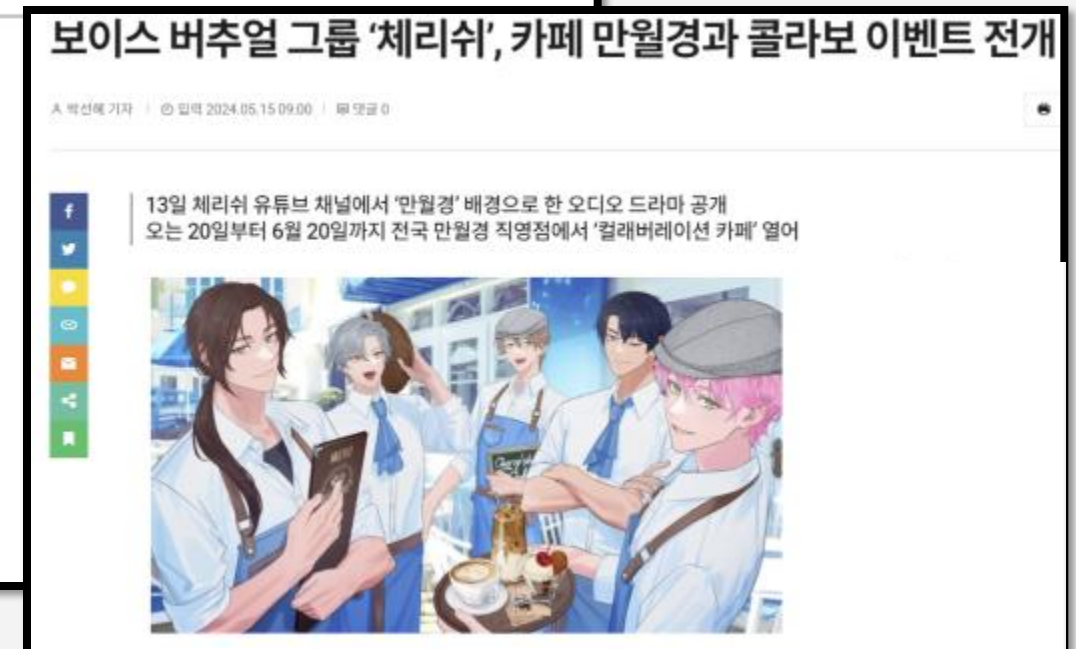 보이스 버추얼 그룹 ‘체리쉬’, 카페 만월경과 콜라보 이벤트 전개
박선혜 기자 입력 2024.05.15 09:00 댓글 0
13일 체리쉬 유튜브 채널에서 ‘만월경’ 배경으로 한 오디오 드라마 공개
오는 20일부터 6월 20일까지 전국 만월경 직영점에서 ‘컬래버레이션 카페’ 열어